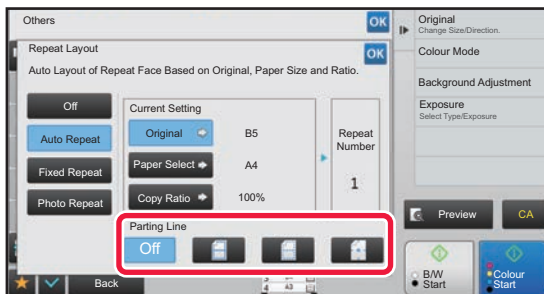 Others
OK
Repeat Layout
OK
Auto Layout of Repeat Face Based on Original, Paper Size and Ratio.
Off
Auto Repeat
Fixed Repeat
Photo Repeat
Current Setting
Original
B5
Paper Select
A4
Copy Ratio
100%
Repeat
Number
1
Parting Line
Off
Back
A3
4
Original
Change Size/Direction.
Colour Mode
Background Adjustment
Exposure
Select Type/Exposure
Preview
CA
B/W
Start
Colour
Start